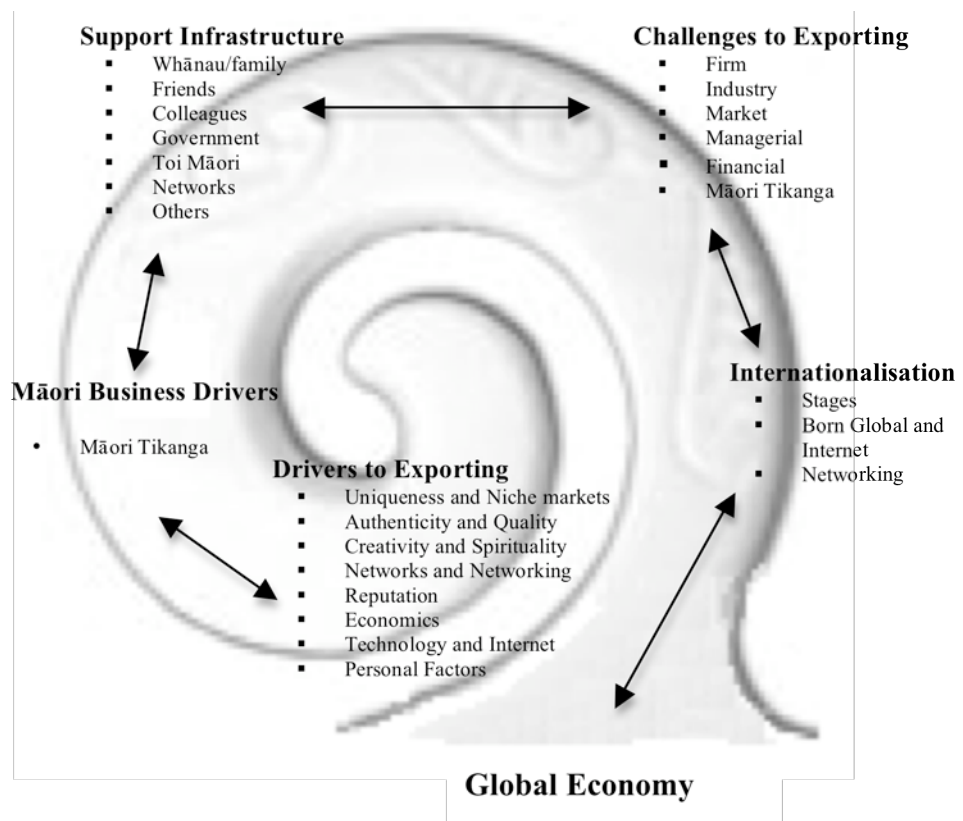 Support Infrastructure
▪ Whānau/family
▪ Friends
▪ Colleagues
▪ Government
▪ Toi Māori
▪ Networks
▪ Others
Challenges to Exporting
▪ Firm
▪ Industry
▪ Market
▪ Managerial
▪ Financial
▪ Māori Tikanga
Māori Business Drivers
• Māori Tikanga
Internationalisation
▪ Stages
▪ Born Global and
Internet
▪ Networking
Drivers to Exporting
▪ Uniqueness and Niche markets
▪ Authenticity and Quality
▪ Creativity and Spirituality
▪ Networks and Networking
▪ Reputation
▪ Economics
▪ Technology and Internet
▪ Personal Factors
Global Economy